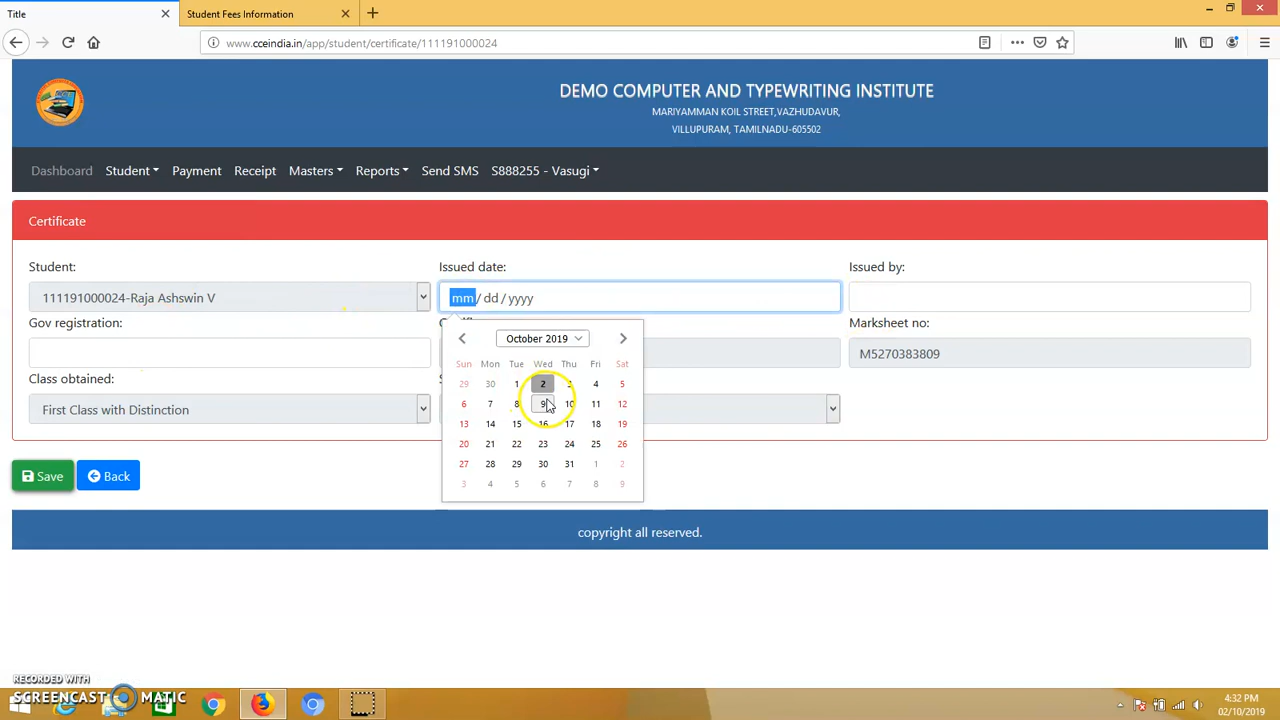 Title
Student Fees Information
www.cceindia.in/app/student/certificate/111191000024
DEMO COMPUTER AND TYPEWRITING INSTITUTE
MARIYAMMAN KOIL STREET,VAZHUDAVUR,
VILLUPURAM, TAMILNADU-605502
Dashboard Student Payment Receipt Masters Reports Send SMS S888255 - Vasugi
Certificate
Student: Issued date: Issued by:
111191000024-Raja Ashswin V mm / dd / yyyy
Gov registration: Marksheet no:
October 2019
M5270383809
Sun Mon Tue Wed Thu Fri Sat
Class obtained:
29 30 1 2 3 4 5
First Class with Distinction
6 7 8 9 10 11 12
13 14 15 16 17 18 19
20 21 22 23 24 25 26
27 28 29 30 31 1 2
3 4 5 6 7 8 9
Save Back
copyright all reserved.
RECORDED WITH
SCREENCAST MATIC
4:32 PM
02/10/2019